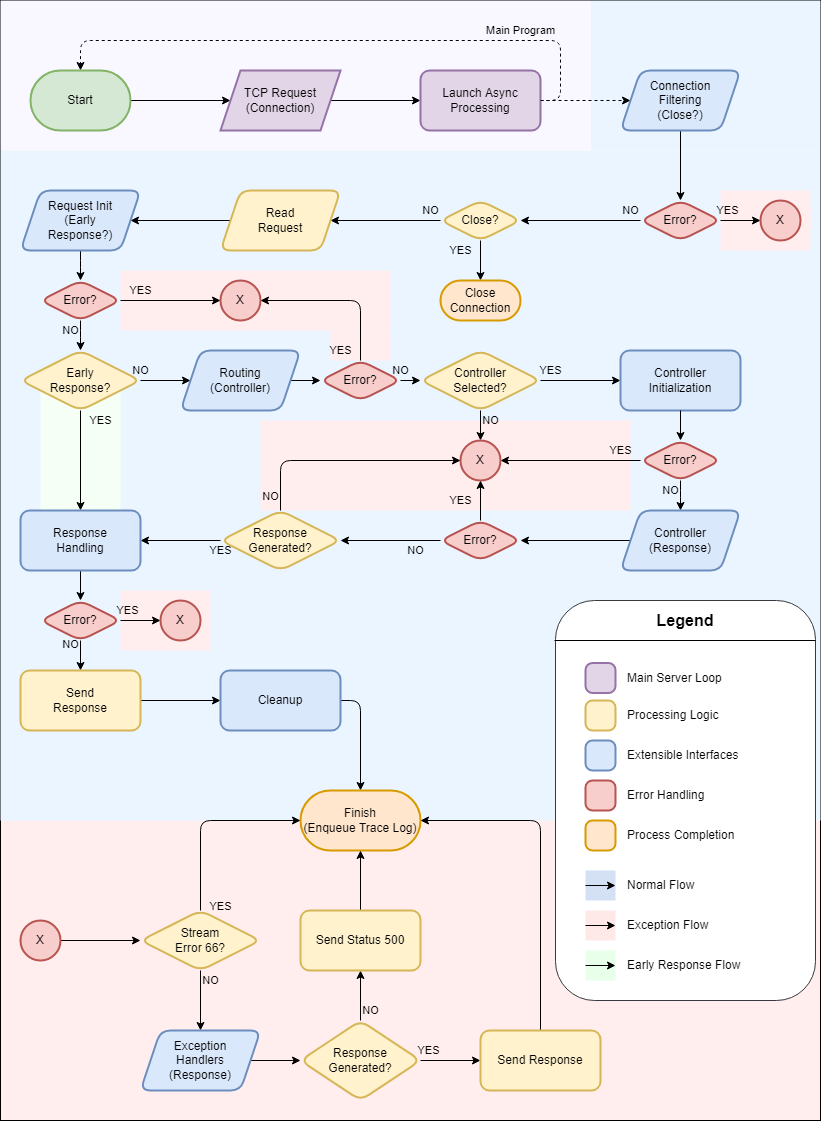 Main Program
Start
TCP Request
(Connection)
Launch Async
Processing
Connection
Filtering
(Close?)
Request Init
(Early
Response?)
Read
Request
NO
Close?
NO
Error?
YES
X
YES
Close
Connection
Error?
YES
X
NO
YES
Early
Response?
NO
Routing
(Controller)
Error?
NO
Controller
Selected?
YES
Controller
Initialization
YES
NO
X
YES
Error?
NO
YES
NO
Response
Handling
YES
Response
Generated?
NO
Error?
Controller
(Response)
Error?
YES
X
NO
Send
Response
Cleanup
Legend
Main Server Loop
Processing Logic
Extensible Interfaces
Error Handling
Process Completion
Normal Flow
Exception Flow
Early Response Flow
Finish
(Enqueue Trace Log)
YES
X
Stream
Error 66?
Send Status 500
NO
NO
Exception
Handlers
(Response)
Response
Generated?
YES
Send Response